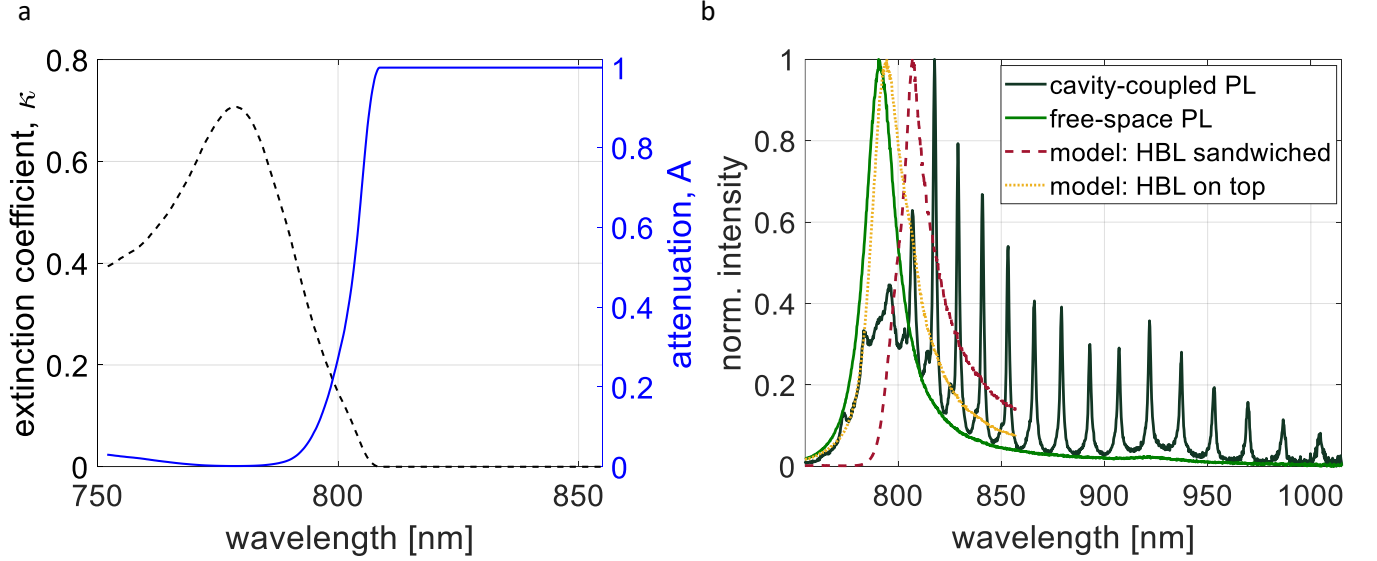 a
extinction coefficient, κ
0.8
0.6
0.4
0.2
0
750
800
850
wavelength [nm]
1
0.8
0.6
0.4
0.2
0
attenuation, A
b
norm. intensity
1
0.8
0.6
0.4
0.2
0
800
850
900
950
1000
wavelength [nm]
cavity-coupled PL
free-space PL
model: HBL sandwiched
model: HBL on top